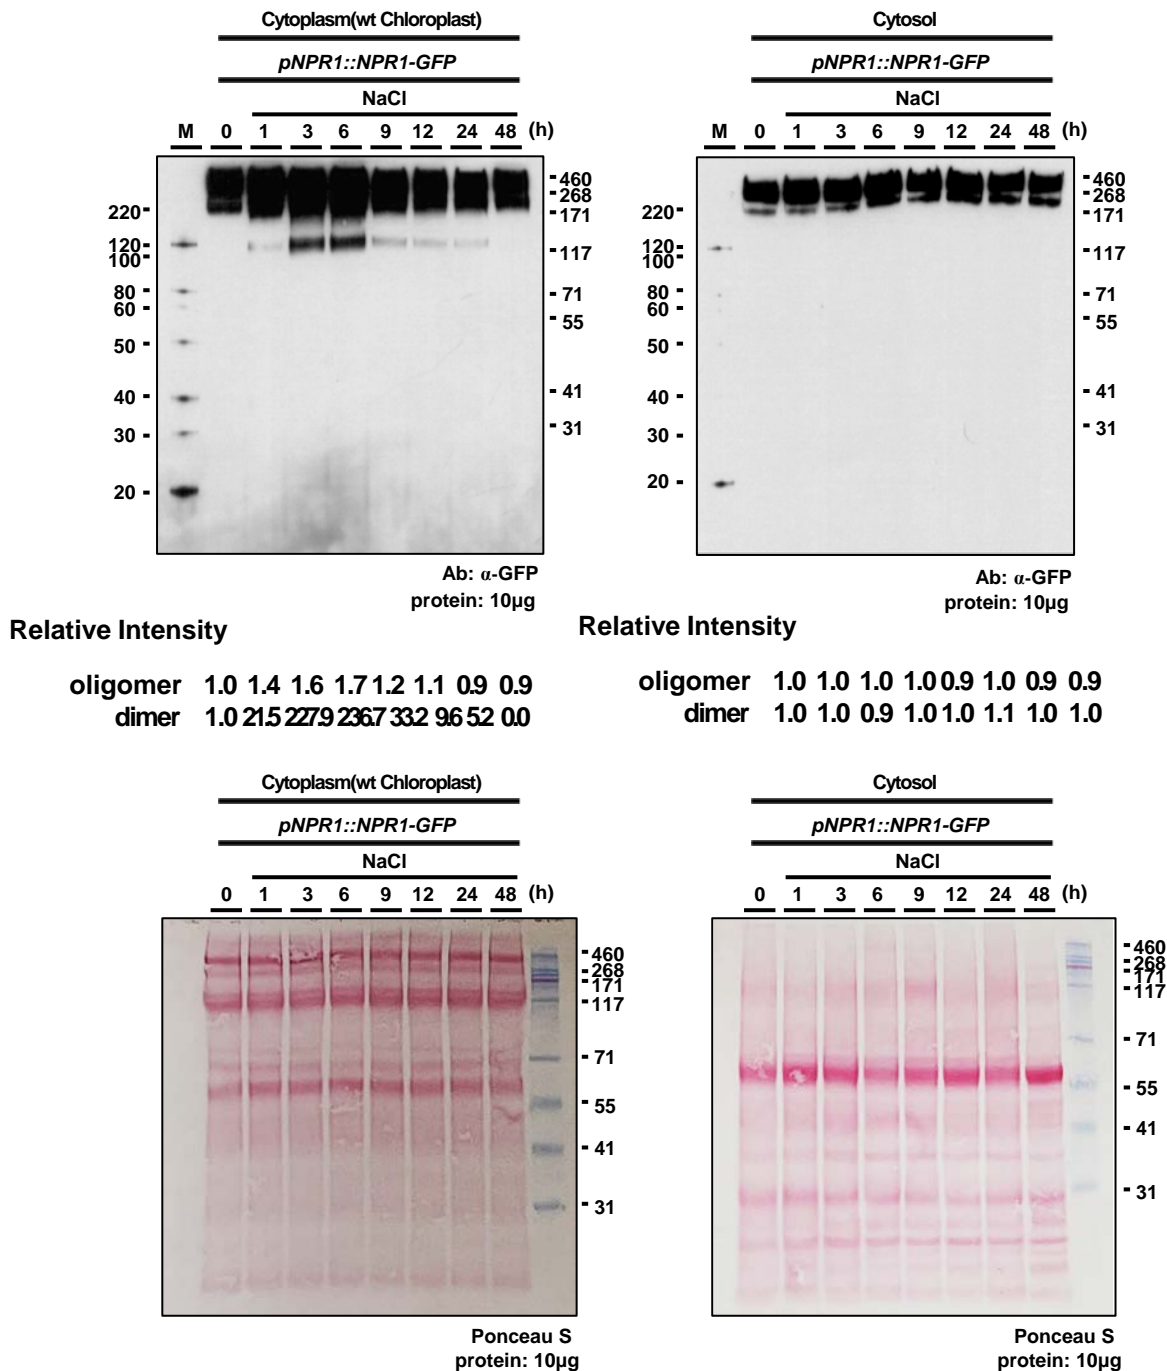 Cytoplasm(wt Chloroplast)
pNPR1::NPR1-GFP
NaCl
M 0 1 3 6 9 12 24 48 (h)
220
120
100
80
60
50
40
30
20
460
268
171
117
71
55
41
31
Ab: α-GFP
protein: 10µg
Cytosol
pNPR1::NPR1-GFP
NaCl
M 0 1 3 6 9 12 24 48 (h)
220
120
100
80
60
50
40
30
20
460
268
171
117
71
55
41
31
Ab: α-GFP
protein: 10µg
Relative Intensity
oligomer 1.0 1.4 1.6 1.7 1.2 1.1 0.9 0.9
dimer 1.0 21.5 227.9 236.7 33.2 9.6 5.2 0.0
Relative Intensity
oligomer 1.0 1.0 1.0 1.0 0.9 1.0 0.9 0.9
dimer 1.0 1.0 0.9 1.0 1.0 1.1 1.0 1.0
Cytoplasm(wt Chloroplast)
pNPR1::NPR1-GFP
NaCl
0 1 3 6 9 12 24 48 (h)
460
268
171
117
71
55
41
31
Ponceau S
protein: 10µg
Cytosol
pNPR1::NPR1-GFP
NaCl
0 1 3 6 9 12 24 48 (h)
460
268
171
117
71
55
41
31
Ponceau S
protein: 10µg